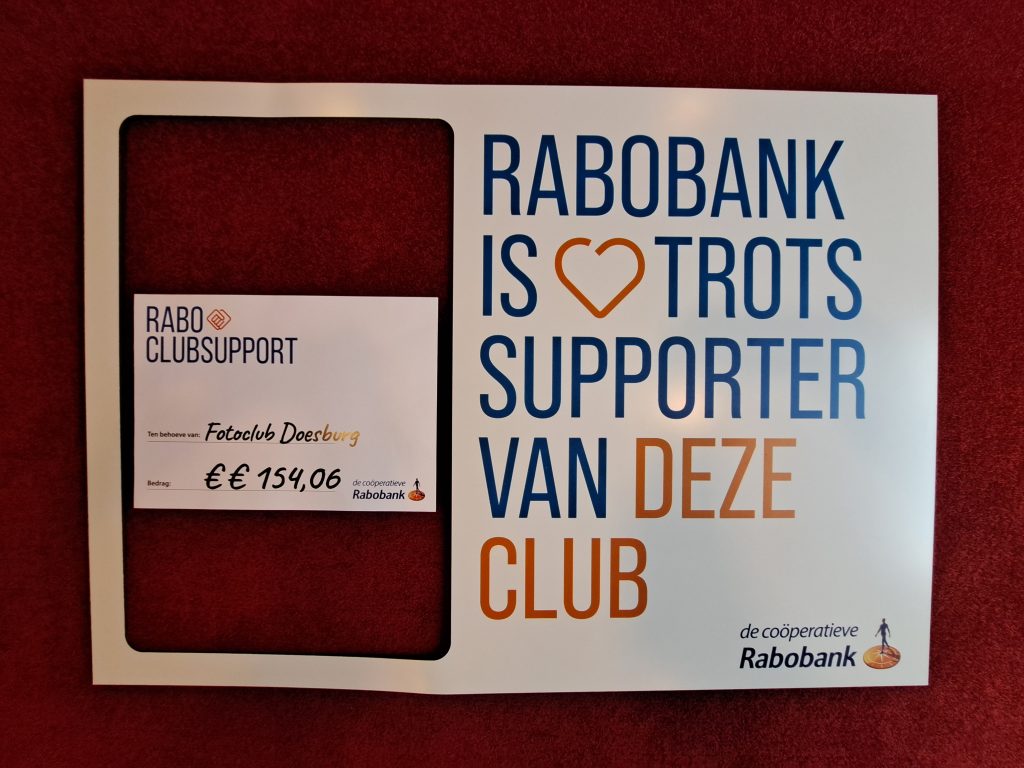 RABO
CLUBSUPPORT
Ten behoeve van: Fotoclub Doesburg
Bedrag: €€ 154,06
de coöperatieve
Rabobank
RABOBANK
IS TROTS
SUPPORTER
VAN DEZE
CLUB
de coöperatieve
Rabobank